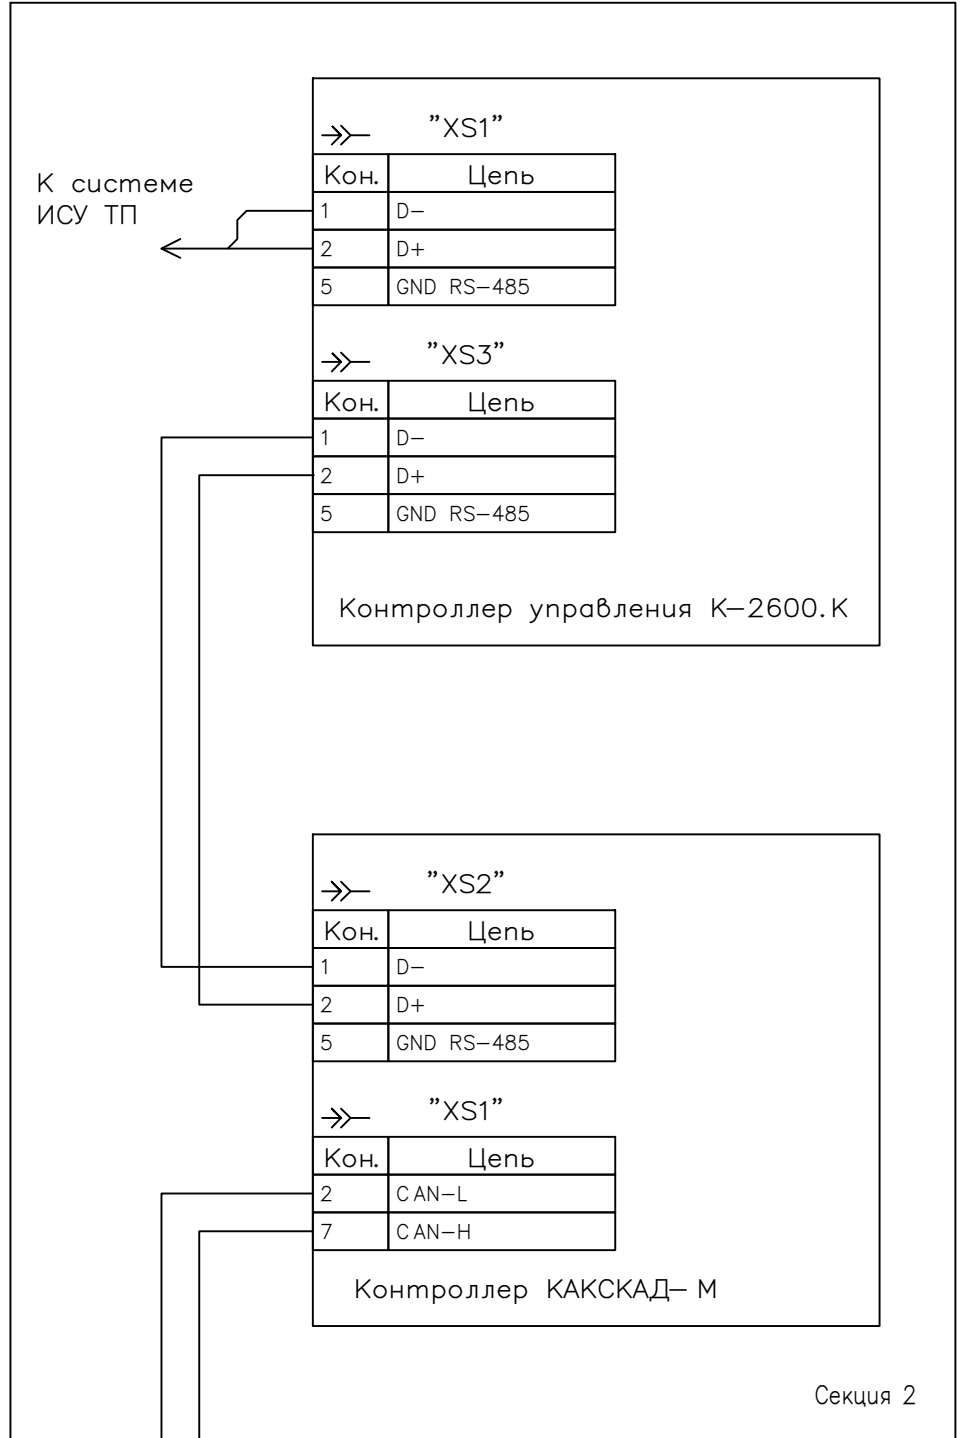 "XS1"
К системе
ИСУ ТП
Кон. Цепь
1 D-
2 D+
5 GND RS-485
"XS3"
Кон. Цепь
1 D-
2 D+
5 GND RS-485
Контроллер управления К-2600.К
"XS2"
Кон. Цепь
1 D-
2 D+
5 GND RS-485
"XS1"
Кон. Цепь
2 CAN-L
7 CAN-H
Контроллер КАКСКАД-М
Секция 2